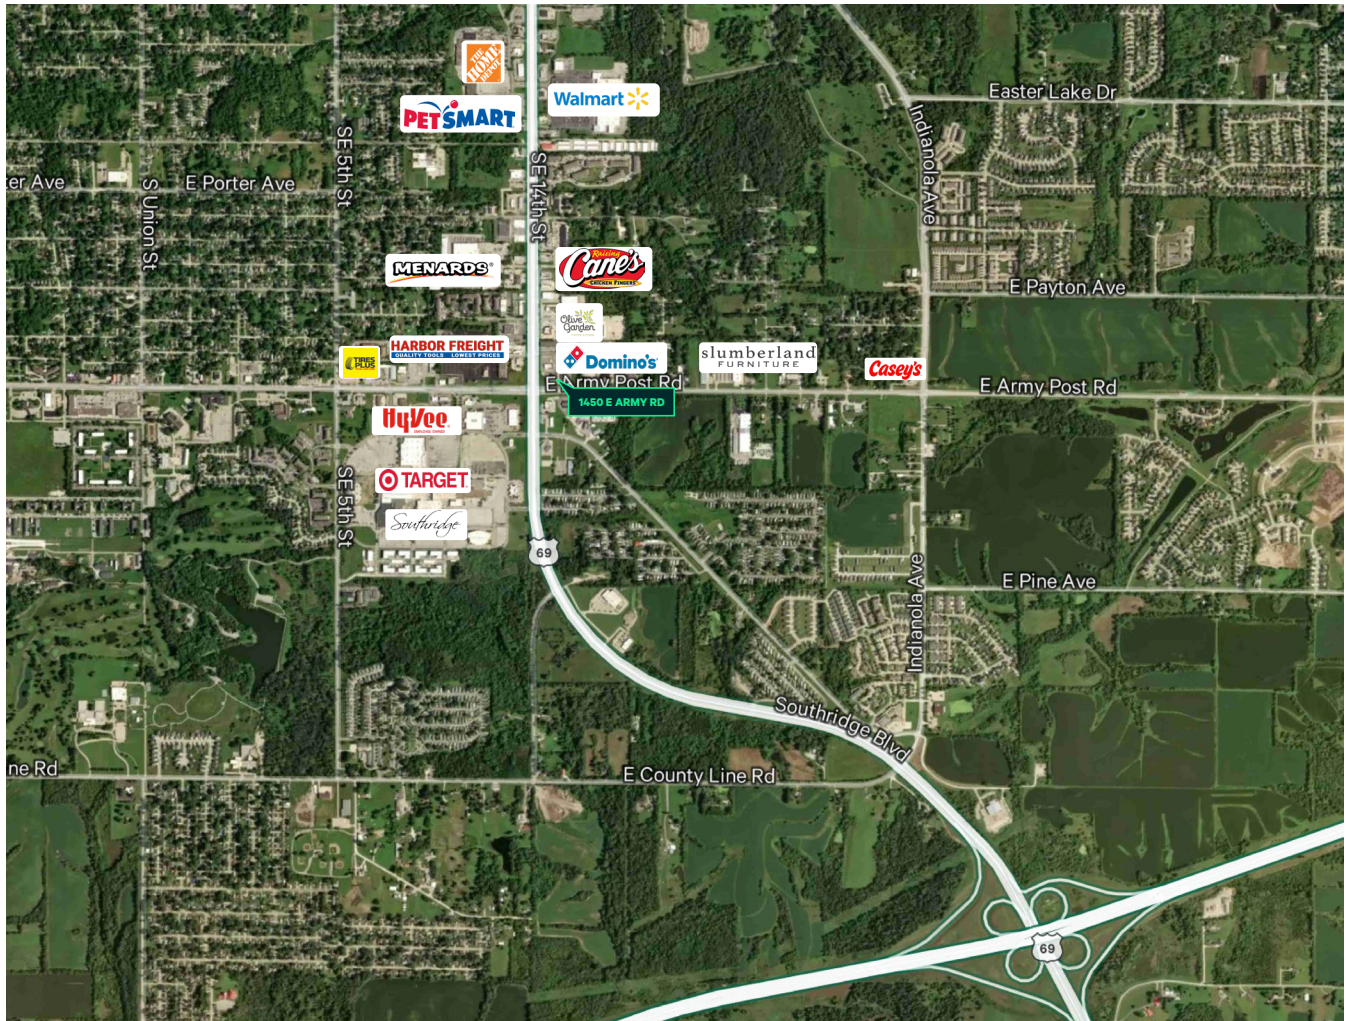 THE
HOME
DEPOT
Walmart
Easter Lake Dr
PETSMART
Indianola Ave
SE 5th St
SE 14th St
ter Ave
S Union St
E Porter Ave
Raising
Cane's
CHICKEN FINGERS
MENARDS®
E Payton Ave
Olive
Garden
HARBOR FREIGHT
QUALITY TOOLS LOWEST PRICES
TIRES
PLUS
Domino's
slumberland
FURNITURE
Casey's
E Army Post Rd
E Army Post Rd
1450 E ARMY RD
HyVee
EMPLOYEE OWNED
TARGET
SE 5th St
Southridge
69
E Pine Ave
Indianola Ave
Southridge Blvd
ne Rd
E County Line Rd
69